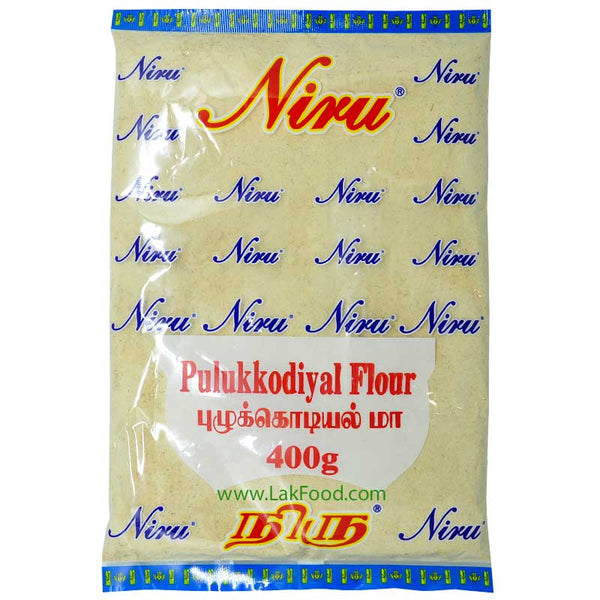 Niru®
Niru® Niru®
Niru® Niru®
Niru® Niru® Niru® Niru®
Niru® Niru® Niru® Niru®
Niru® Niru® Niru® Niru®
Pulukkodiyal Flour
புழுக்கொடியல் மா
400g
www.LakFood.com
நிரு®
Niru® Niru®